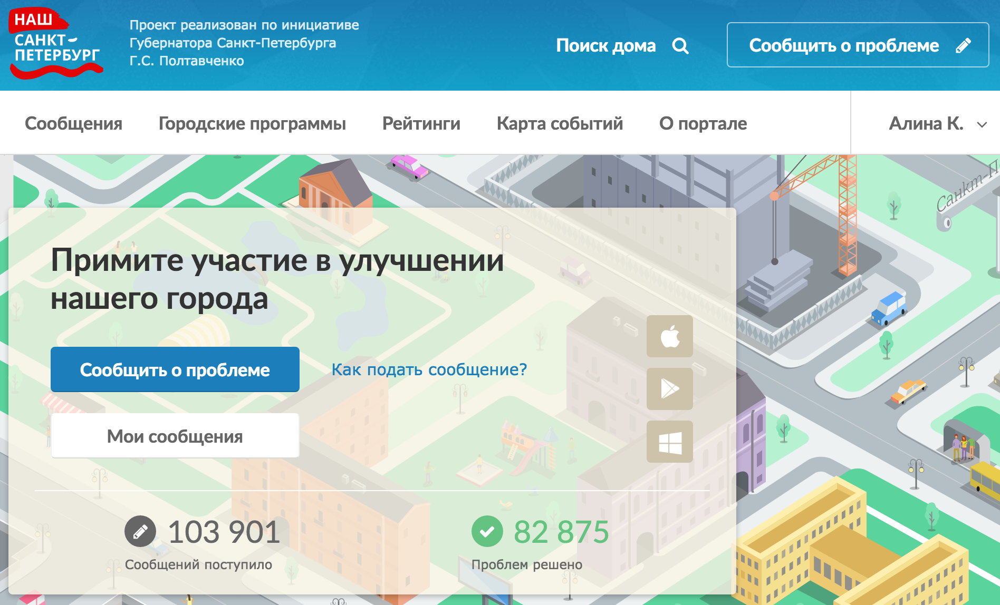 НАШ
САНКТ-
ПЕТЕРБУРГ
Проект реализован по инициативе
Губернатора Санкт-Петербурга
Г.С. Полтавченко
Поиск дома
Сообщить о проблеме
Сообщения
Городские программы
Рейтинги
Карта событий
О портале
Алина К.
Санкт-П
Примите участие в улучшении
нашего города
Сообщить о проблеме
Как подать сообщение?
Мои сообщения
103 901
Сообщений поступило
82 875
Проблем решено